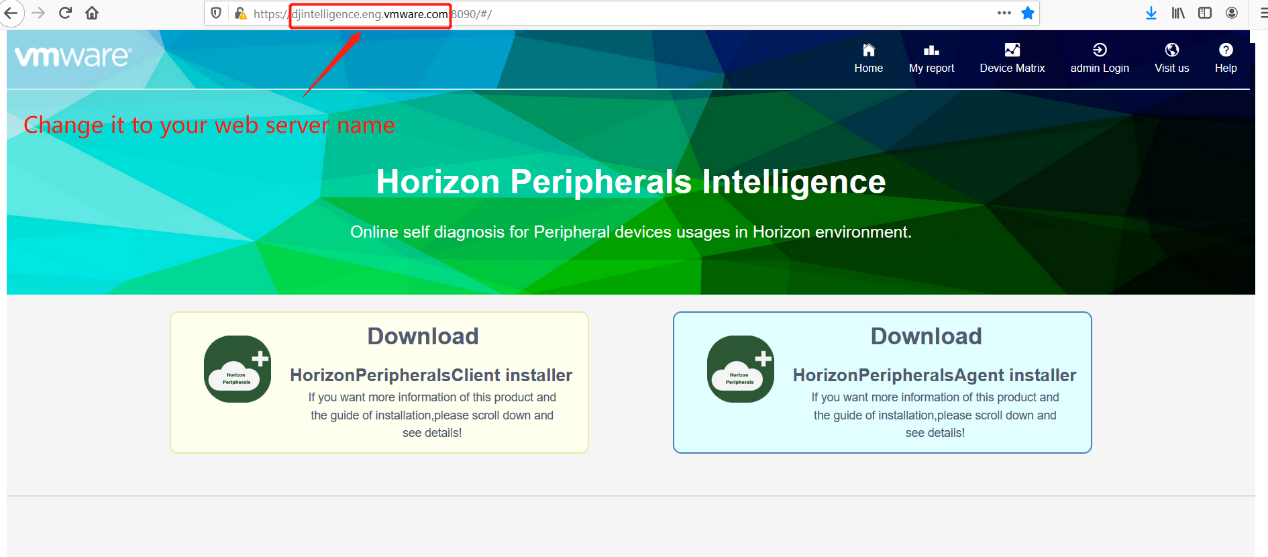 https://djintelligence.eng.vmware.com:8090/#/
vmware®
Home
My report
Device Matrix
admin Login
Visit us
Help
Change it to your web server name
Horizon Peripherals Intelligence
Online self diagnosis for Peripheral devices usages in Horizon environment.
Horizon
Peripherals
Download
HorizonPeripheralsClient installer
If you want more information of this product and
the guide of installation,please scroll down and
see details!
Horizon
Peripherals
Download
HorizonPeripheralsAgent installer
If you want more information of this product and
the guide of installation,please scroll down and
see details!